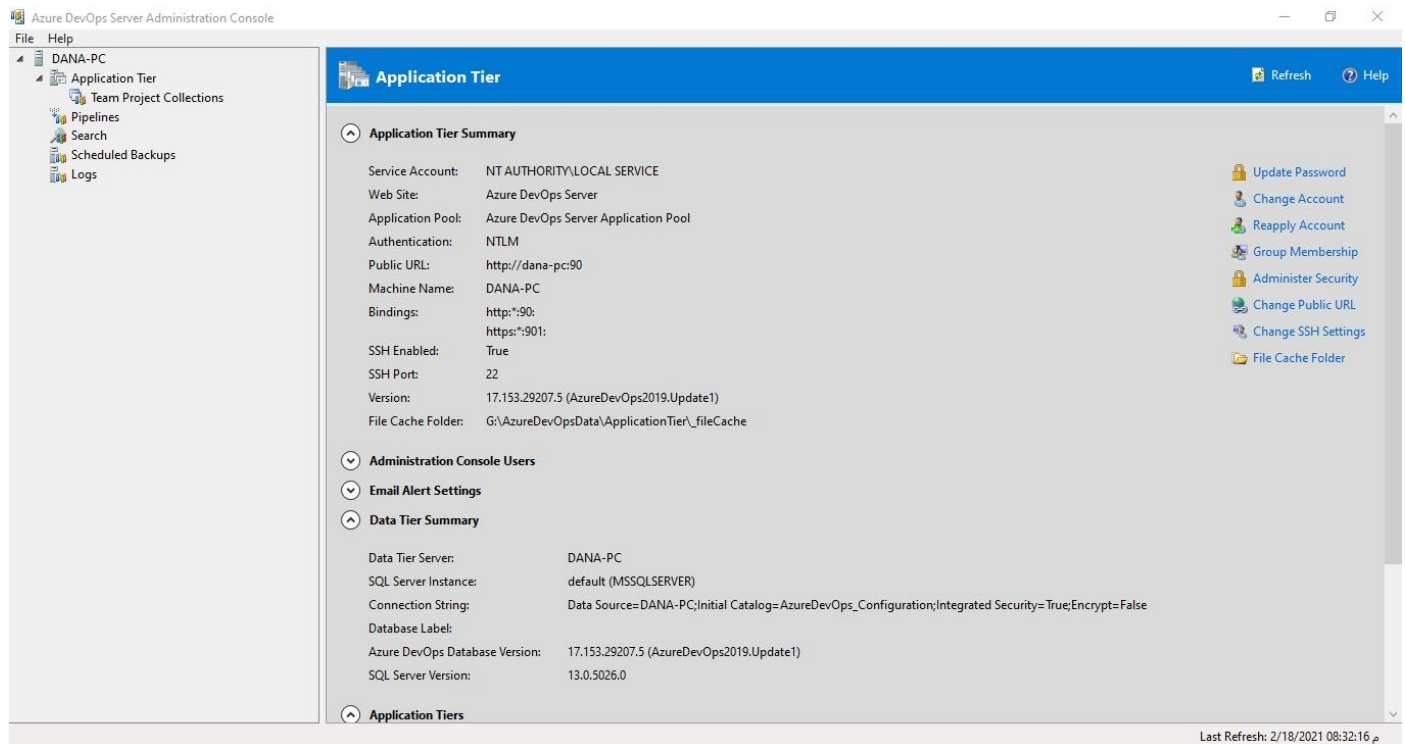 Azure DevOps Server Administration Console
File Help
DANA-PC
Application Tier
Team Project Collections
Pipelines
Search
Scheduled Backups
Logs
Application Tier
Refresh Help
Application Tier Summary
Service Account: NT AUTHORITY\LOCAL SERVICE
Web Site: Azure DevOps Server
Application Pool: Azure DevOps Server Application Pool
Authentication: NTLM
Public URL: http://dana-pc:90
Machine Name: DANA-PC
Bindings: http:*:90:
https:*:901:
SSH Enabled: True
SSH Port: 22
Version: 17.153.29207.5 (AzureDevOps2019.Update1)
File Cache Folder: G:\AzureDevOpsData\ApplicationTier\_fileCache
Update Password
Change Account
Reapply Account
Group Membership
Administer Security
Change Public URL
Change SSH Settings
File Cache Folder
Administration Console Users
Email Alert Settings
Data Tier Summary
Data Tier Server: DANA-PC
SQL Server Instance: default (MSSQLSERVER)
Connection String: Data Source=DANA-PC;Initial Catalog=AzureDevOps_Configuration;Integrated Security=True;Encrypt=False
Database Label:
Azure DevOps Database Version: 17.153.29207.5 (AzureDevOps2019.Update1)
SQL Server Version: 13.0.5026.0
Application Tiers
Last Refresh: 2/18/2021 08:32:16 م